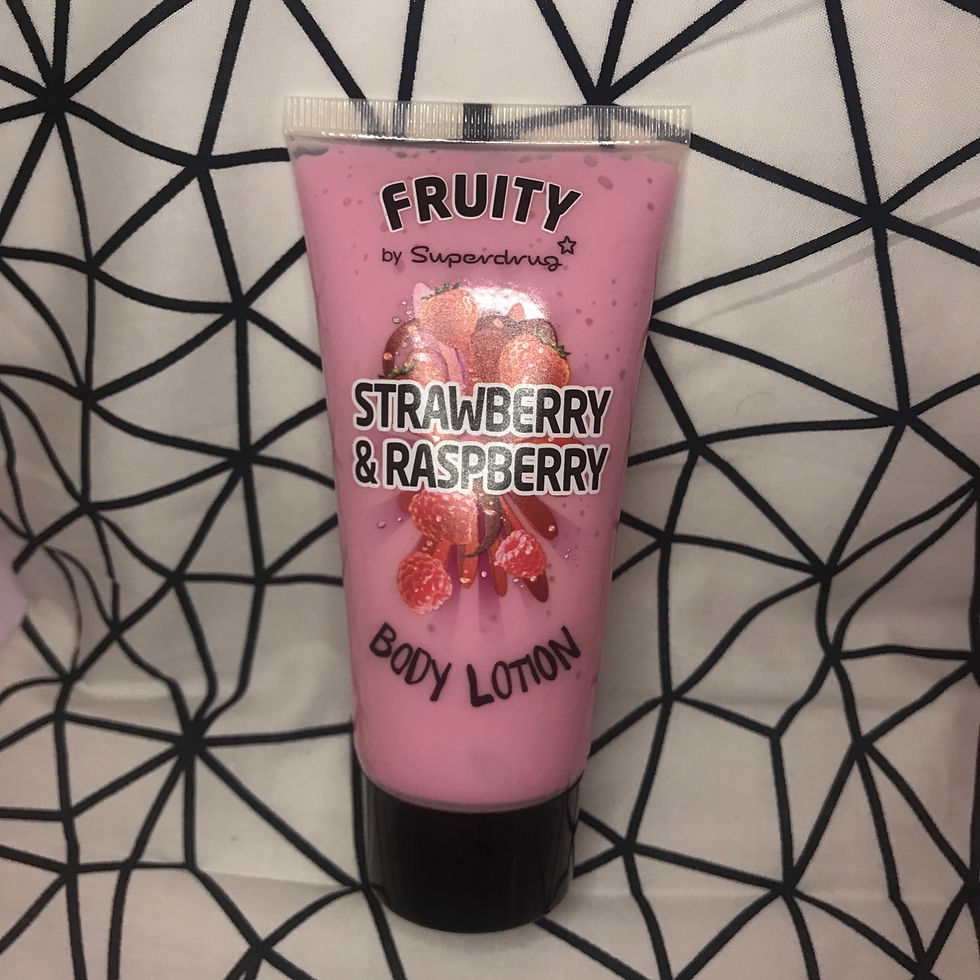 FRUITY
by Superdrug
STRAWBERRY
& RASPBERRY
BODY LOTION